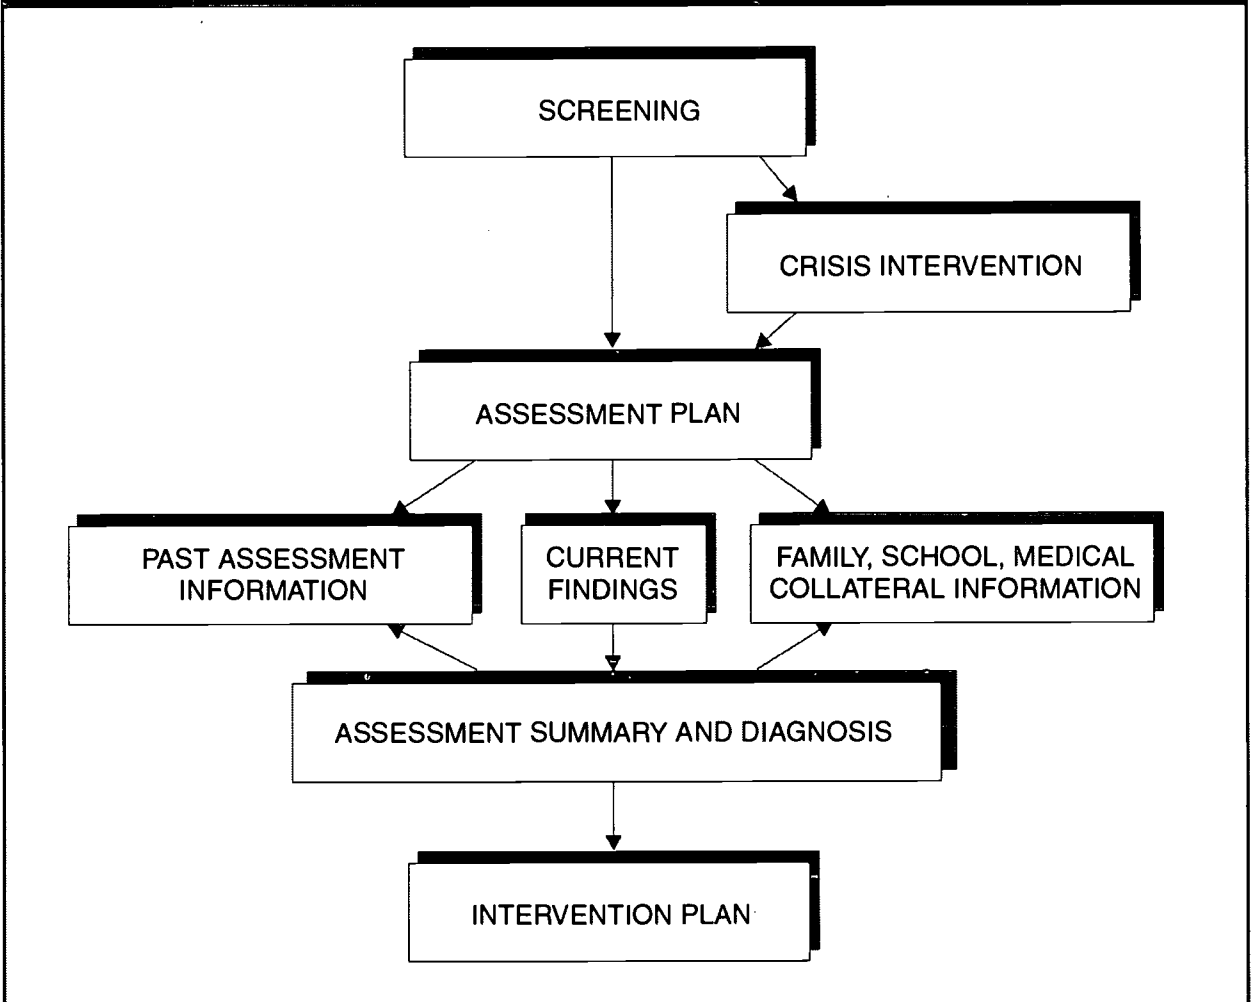 SCREENING
CRISIS INTERVENTION
ASSESSMENT PLAN
PAST ASSESSMENT
INFORMATION
CURRENT
FINDINGS
FAMILY, SCHOOL, MEDICAL
COLLATERAL INFORMATION
ASSESSMENT SUMMARY AND DIAGNOSIS
INTERVENTION PLAN